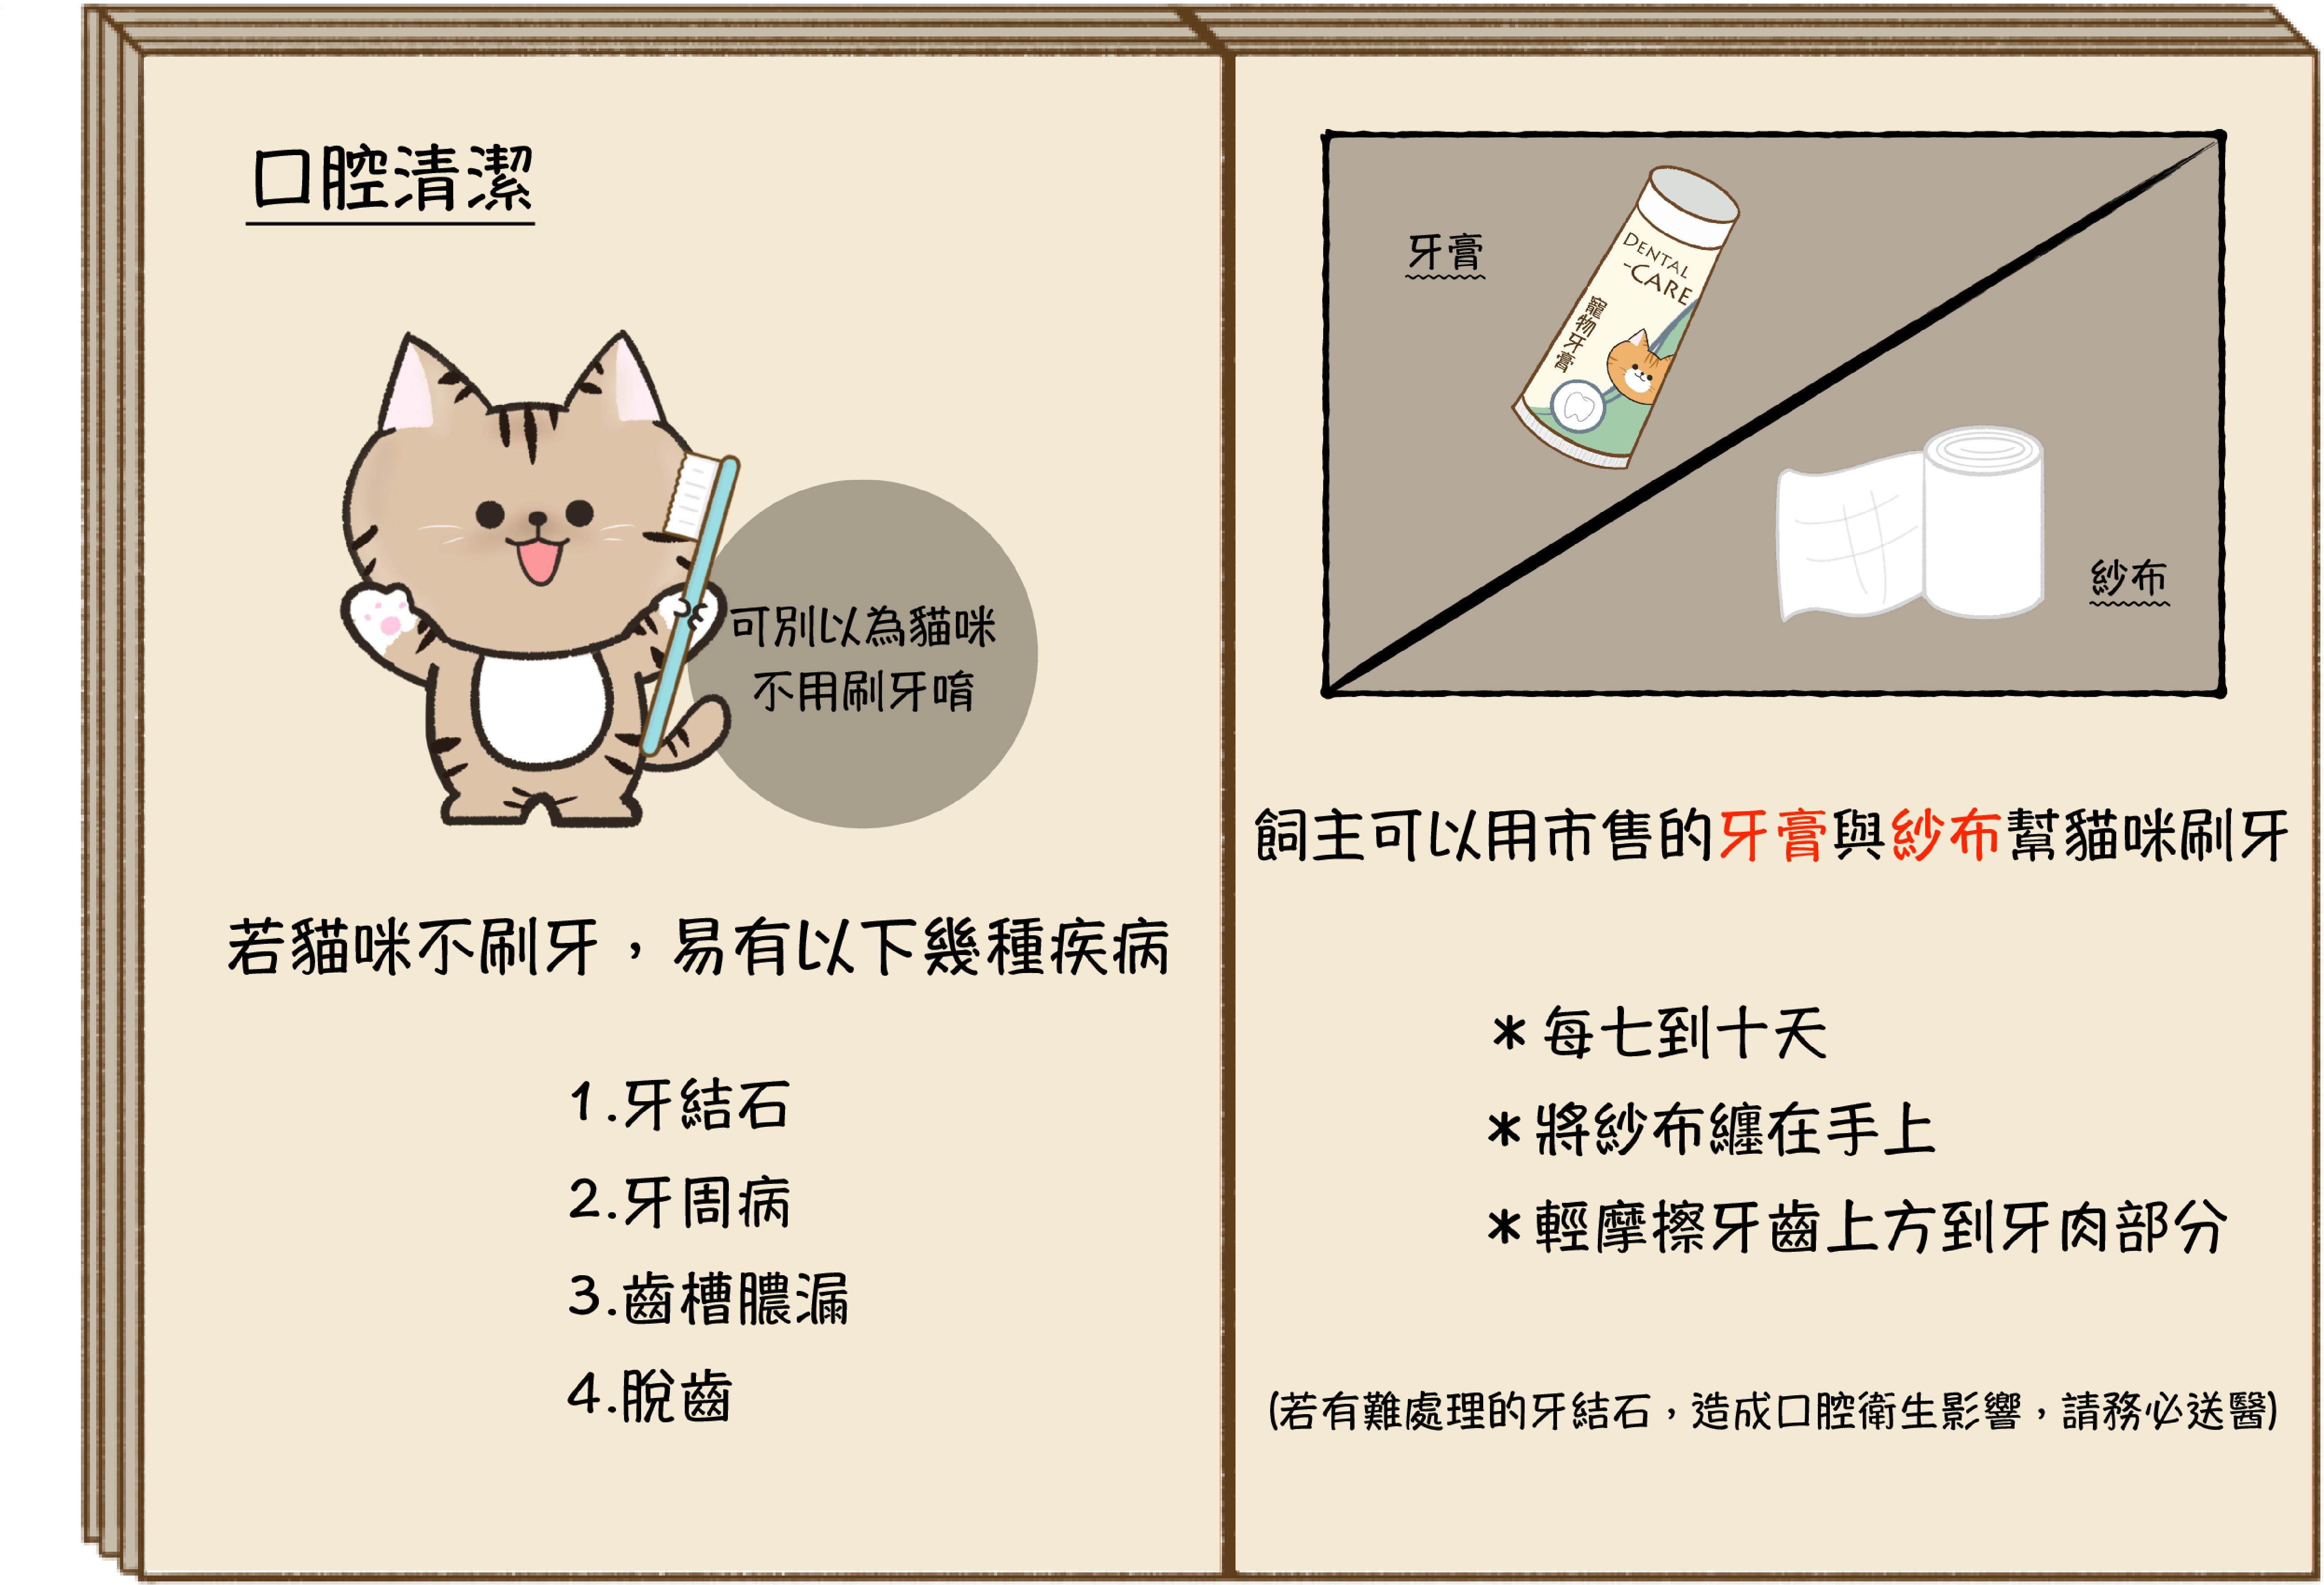 口腔清潔
可別以為貓咪
不用刷牙唷
若貓咪不刷牙，易有以下幾種疾病
1.牙結石
2.牙周病
3.齒槽膿漏
4.脫齒
牙膏
DENTAL
-CARE
寵物牙膏
紗布
飼主可以用市售的牙膏與紗布幫貓咪刷牙
＊每七到十天
＊將紗布纏在手上
＊輕摩擦牙齒上方到牙肉部分
(若有難處理的牙結石，造成口腔衛生影響，請務必送醫)